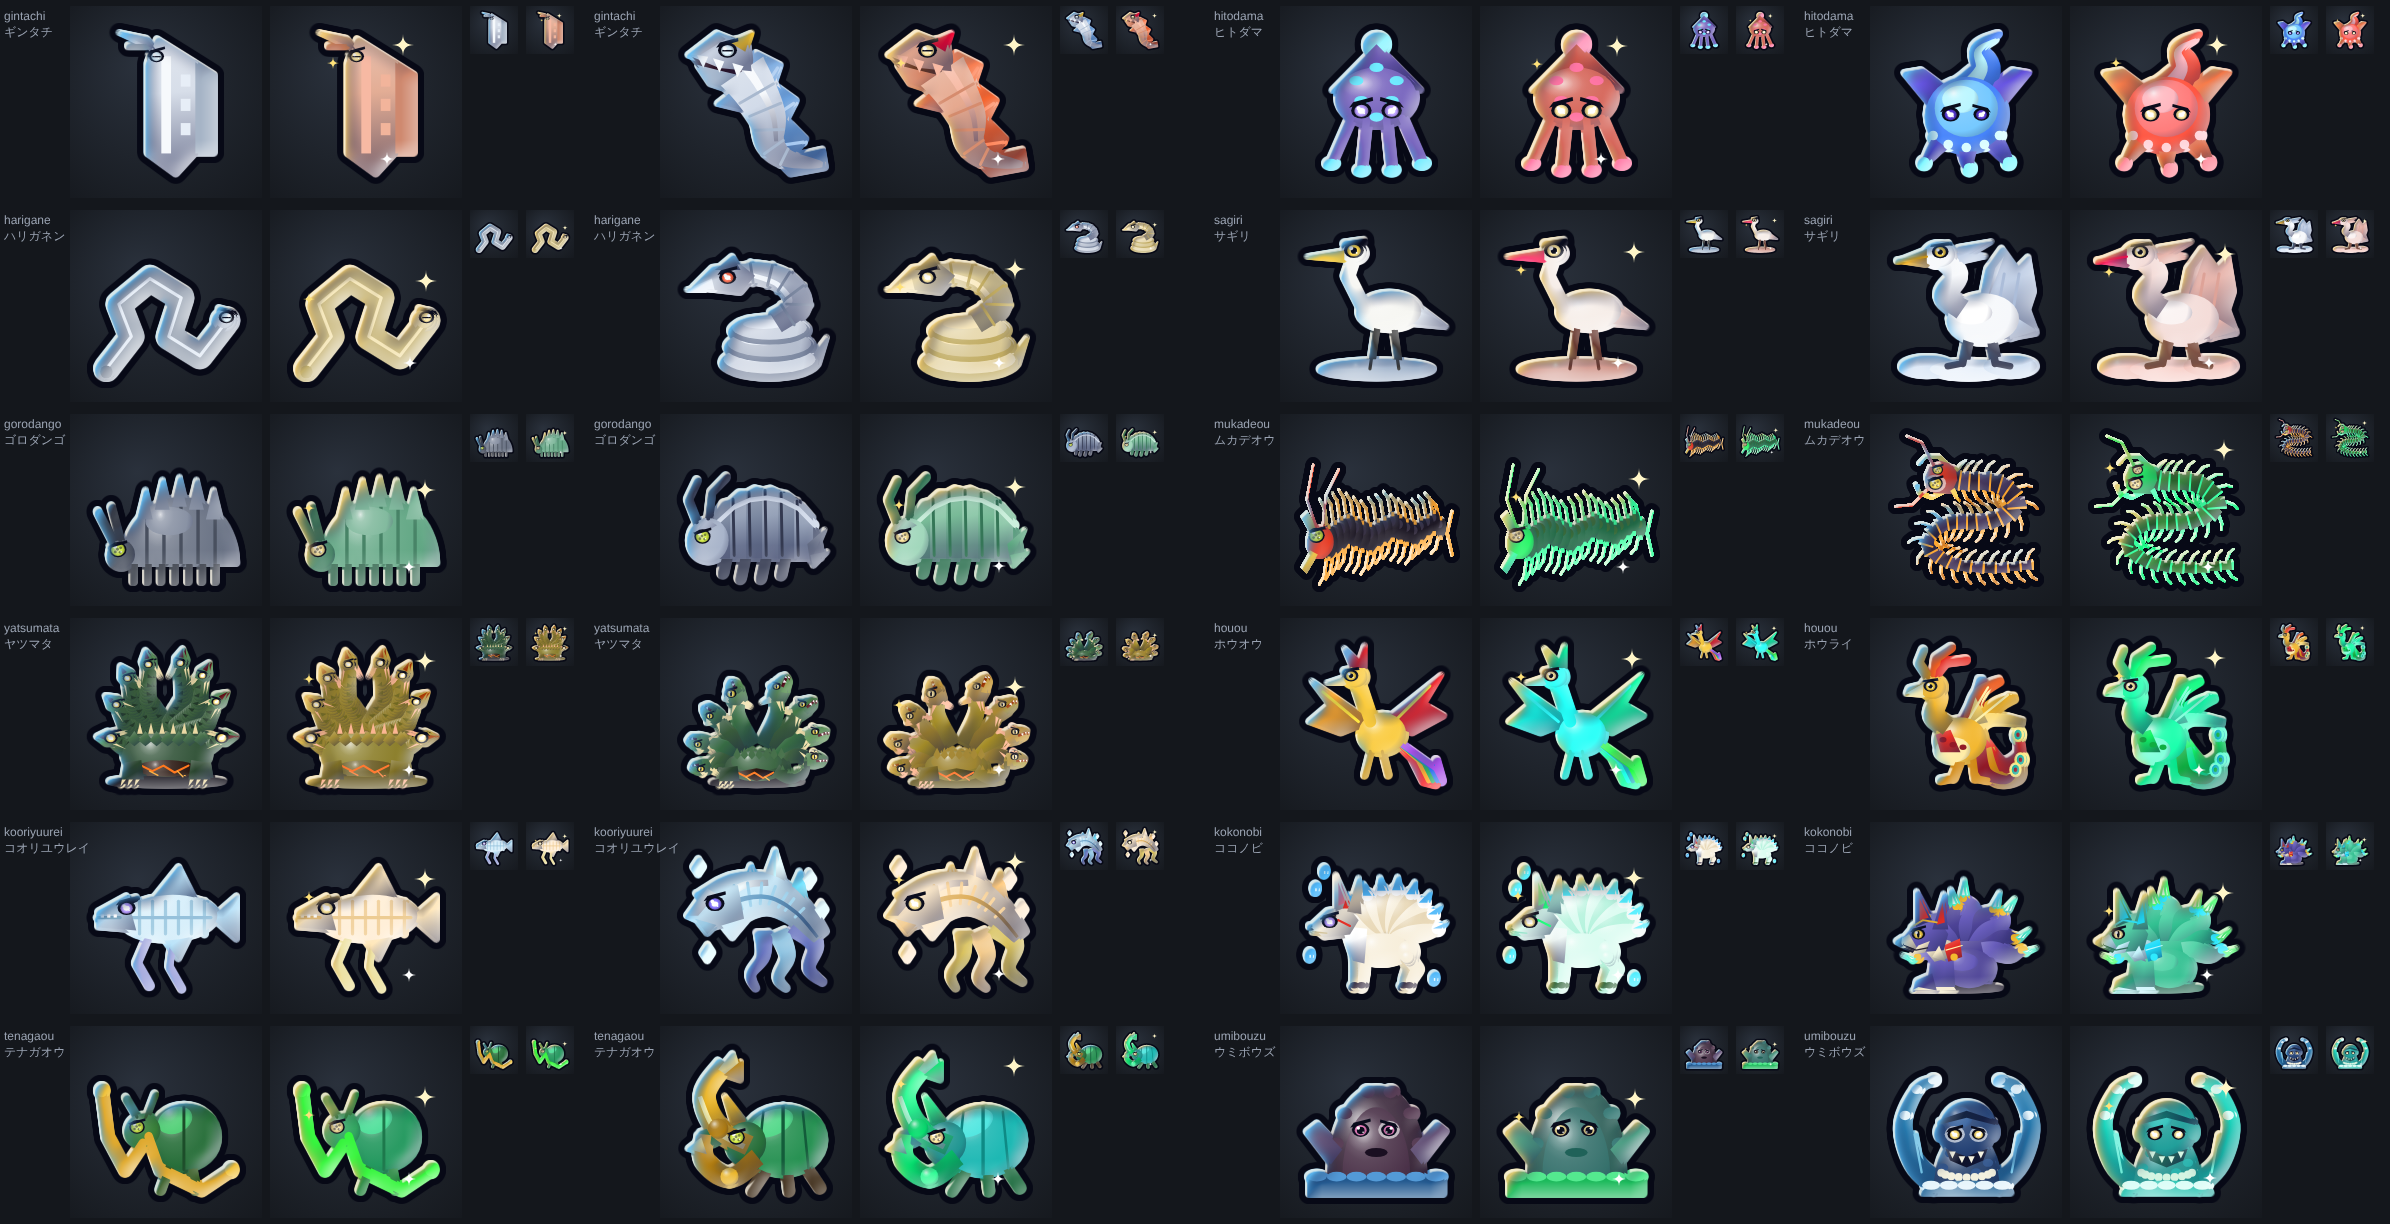 gintachi
ギンタチ
gintachi
ギンタチ
hitodama
ヒトダマ
hitodama
ヒトダマ
harigane
ハリガネン
harigane
ハリガネン
sagiri
サギリ
sagiri
サギリ
gorodango
ゴロダンゴ
gorodango
ゴロダンゴ
mukadeou
ムカデオウ
mukadeou
ムカデオウ
yatsumata
ヤツマタ
yatsumata
ヤツマタ
houou
ホウオウ
houou
ホウライ
kooriyuurei
コオリユウレイ
kooriyuurei
コオリユウレイ
kokonobi
ココノビ
kokonobi
ココノビ
tenagaou
テナガオウ
tenagaou
テナガオウ
umibouzu
ウミボウズ
umibouzu
ウミボウズ